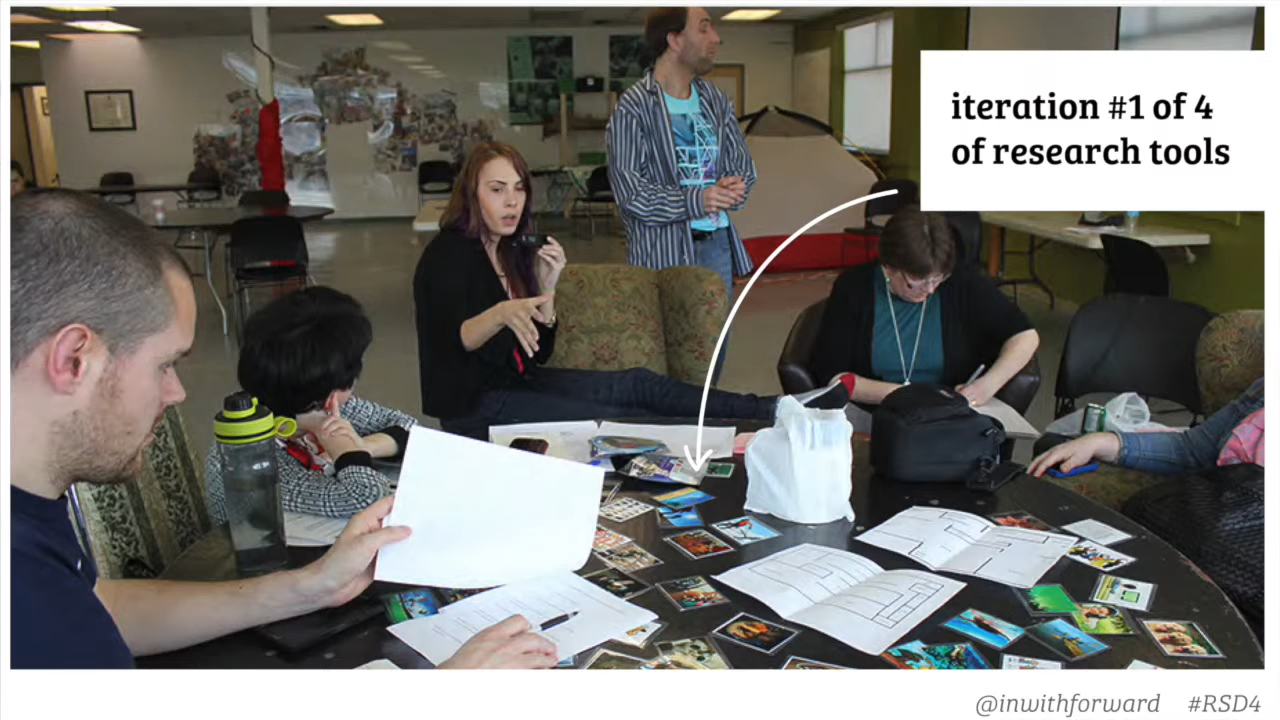 iteration #1 of 4
of research tools
@inwithforward #RSD4